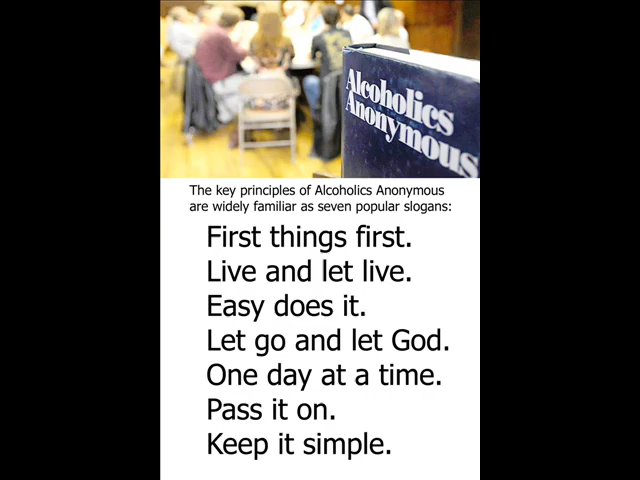 Alcoholics
Anonymous
The key principles of Alcoholics Anonymous
are widely familiar as seven popular slogans:
First things first.
Live and let live.
Easy does it.
Let go and let God.
One day at a time.
Pass it on.
Keep it simple.